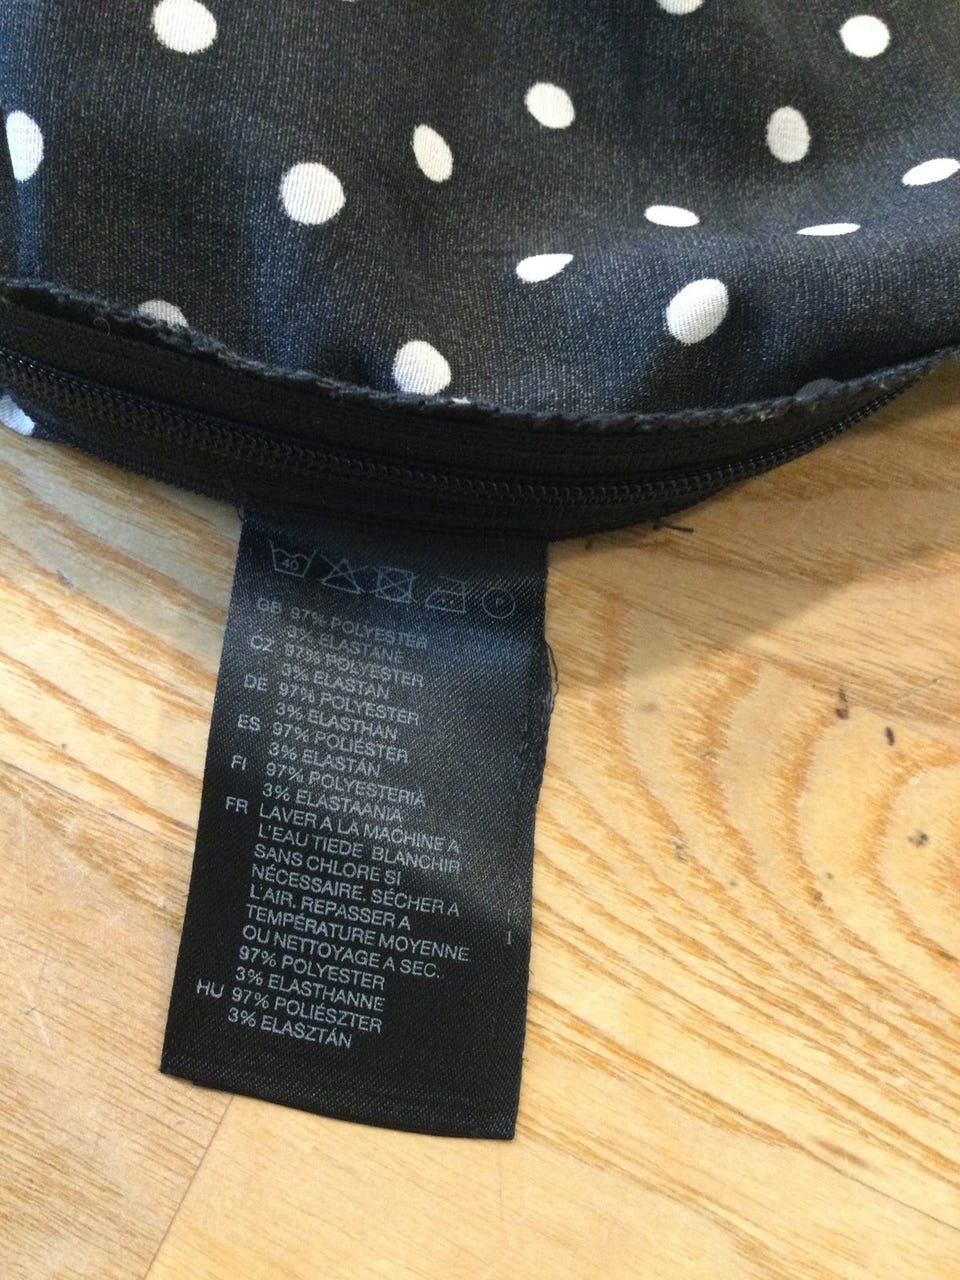 40 P
GB 97% POLYESTER
3% ELASTANE
CZ 97% POLYESTER
3% ELASTAN
DE 97% POLYESTER
3% ELASTHAN
ES 97% POLIÉSTER
3% ELASTÁN
FI 97% POLYESTERIÄ
3% ELASTAANIA
FR LAVER A LA MACHINE A
L'EAU TIEDE BLANCHIR
SANS CHLORE SI
NÉCESSAIRE. SÉCHER A
L'AIR. REPASSER A
TEMPÉRATURE MOYENNE
OU NETTOYAGE A SEC.
97% POLYESTER
3% ELASTHANNE
HU 97% POLIÉSZTER
3% ELASZTÁN
1